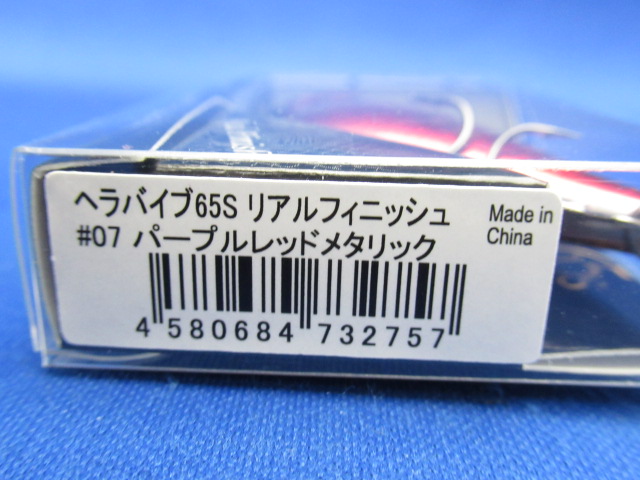 ヘラバイブ65S リアルフィニッシュ
#07 パープルレッドメタリック
Made in
China
4 580684 732757